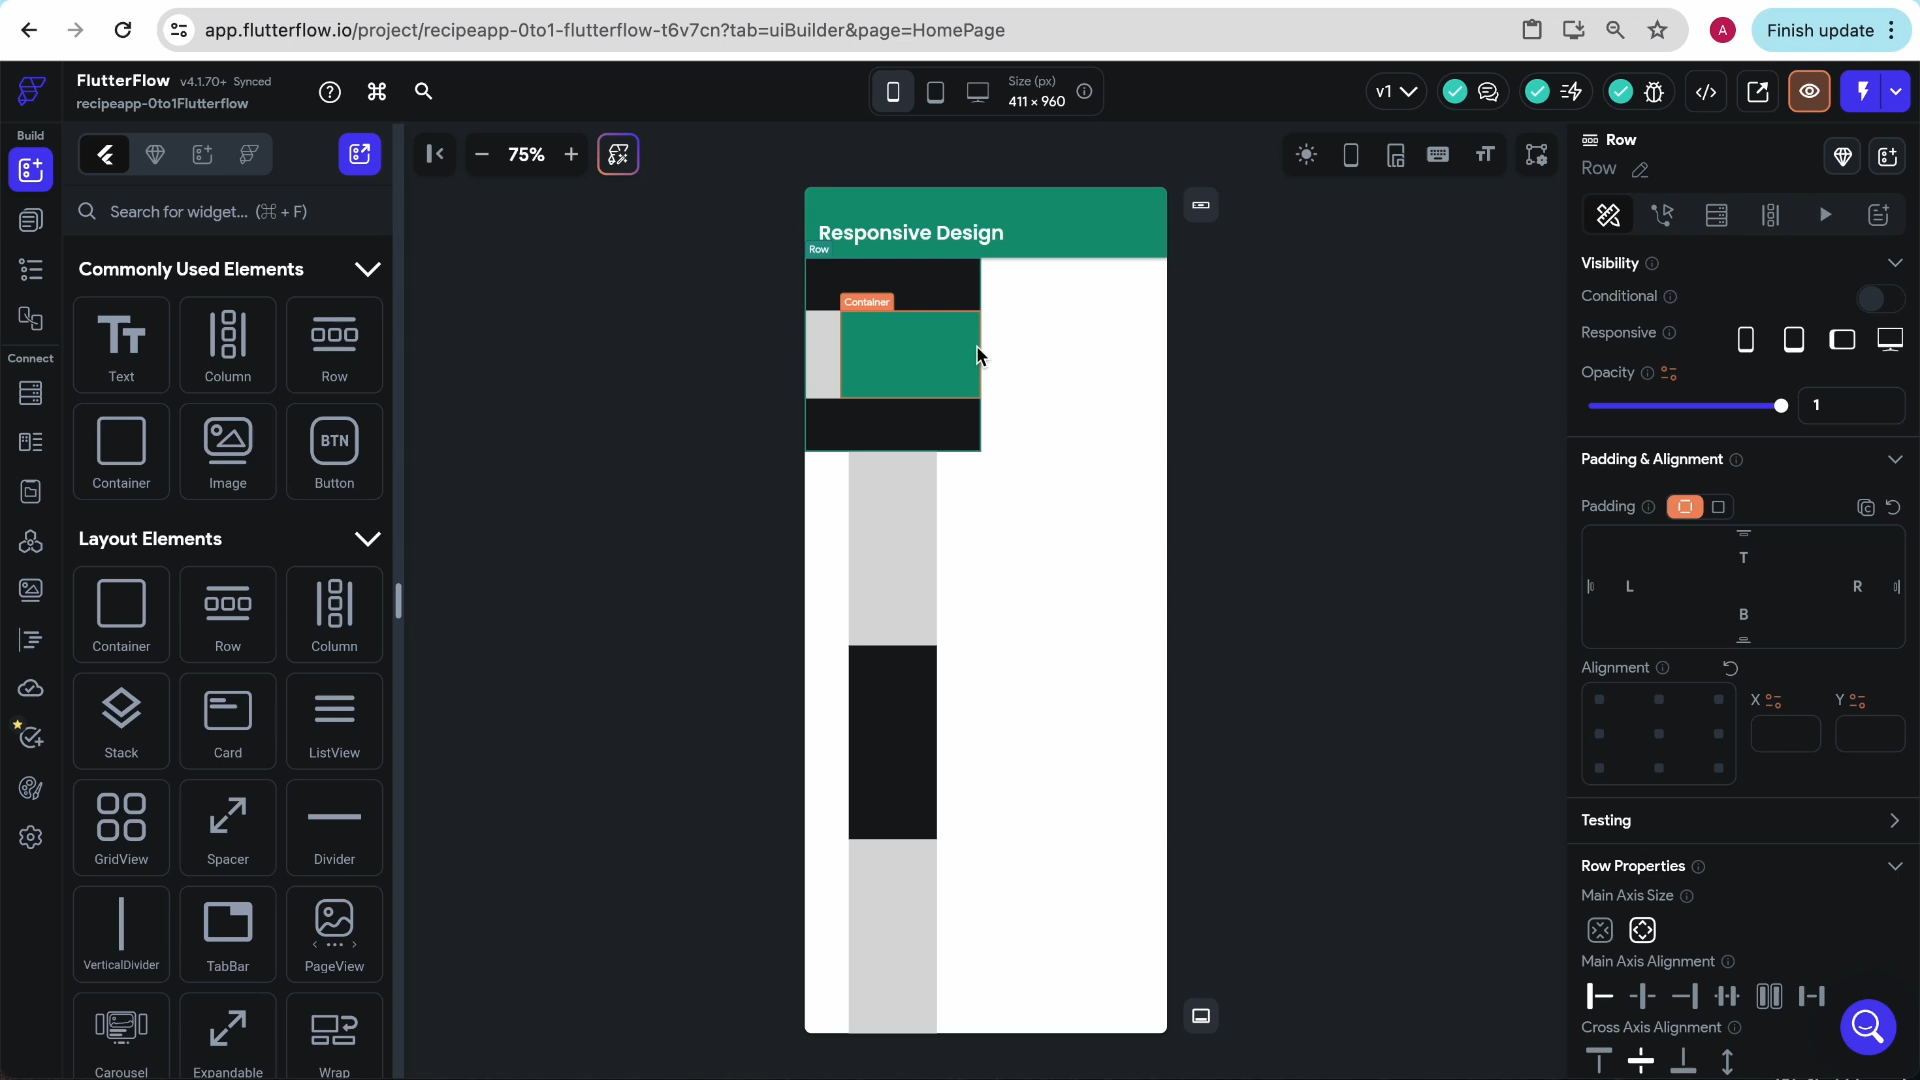 app.flutterflow.io/project/recipeapp-0to1-flutterflow-t6v7cn?tab=uiBuilder&page=HomePage
A
Finish update
FlutterFlow v4.1.70+ Synced
recipeapp-0to1Flutterflow
Size (px)
411 × 960
v1
Build
75%
Search for widget... (⌘ + F)
Commonly Used Elements
Text
Column
Row
Container
Image
BTN
Button
Layout Elements
Container
Row
Column
Stack
Card
ListView
GridView
Spacer
Divider
VerticalDivider
TabBar
PageView
Carousel
Expandable
Wrap
Connect
Responsive Design
Row
Container
Row
Row
Visibility
Conditional
Responsive
Opacity
1
Padding & Alignment
Padding
T
L
R
B
Alignment
X
Y
Testing
Row Properties
Main Axis Size
Main Axis Alignment
Cross Axis Alignment